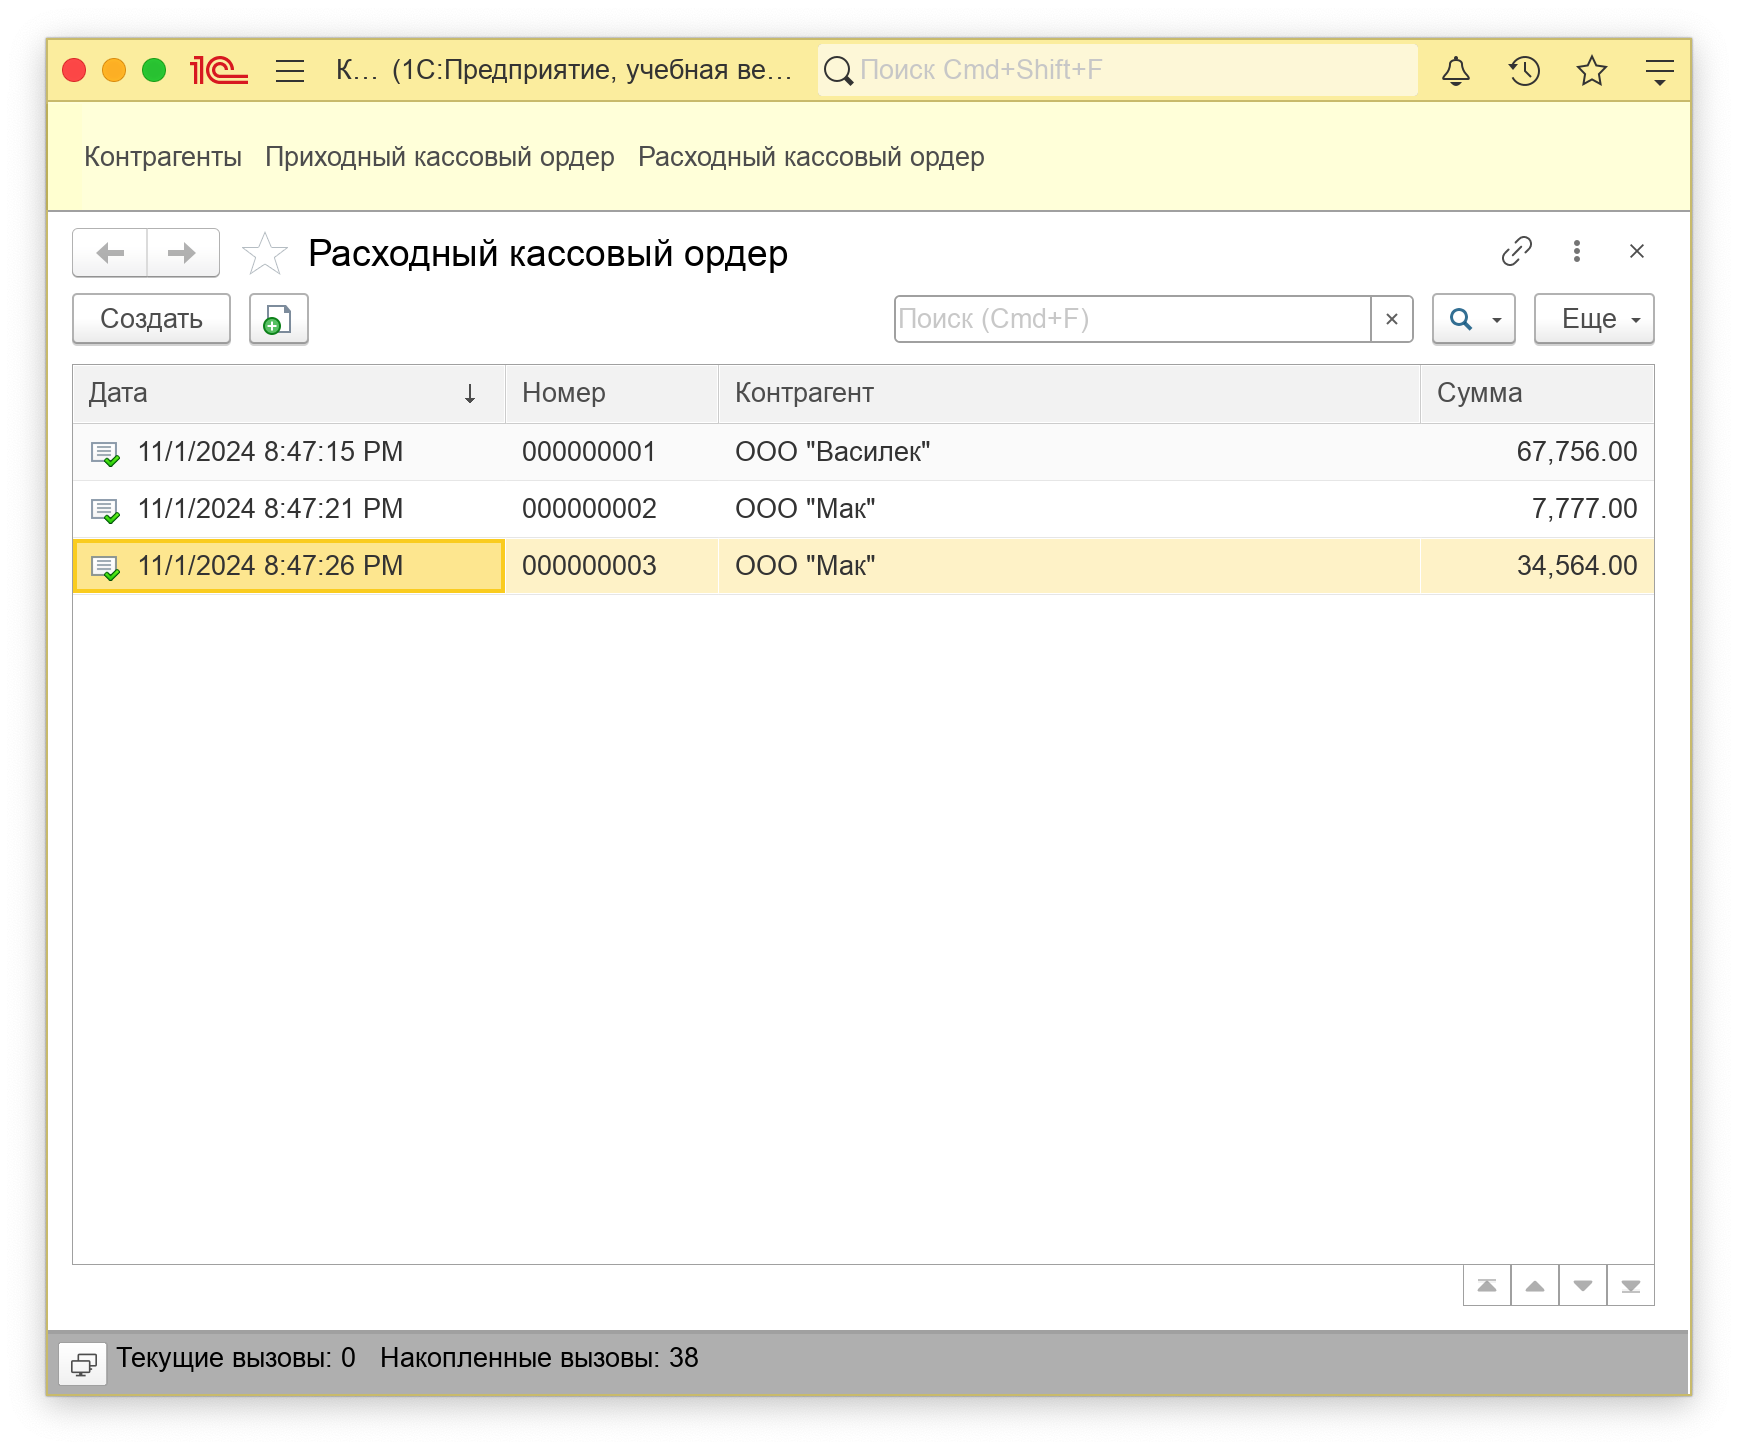 1С К... (1С:Предприятие, учебная ве... Поиск Cmd+Shift+F
Контрагенты Приходный кассовый ордер Расходный кассовый ордер
Расходный кассовый ордер
Создать Поиск (Cmd+F) × Еще
Дата ↓ Номер Контрагент Сумма
11/1/2024 8:47:15 PM 000000001 ООО "Василек" 67,756.00
11/1/2024 8:47:21 PM 000000002 ООО "Мак" 7,777.00
11/1/2024 8:47:26 PM 000000003 ООО "Мак" 34,564.00
Текущие вызовы: 0 Накопленные вызовы: 38